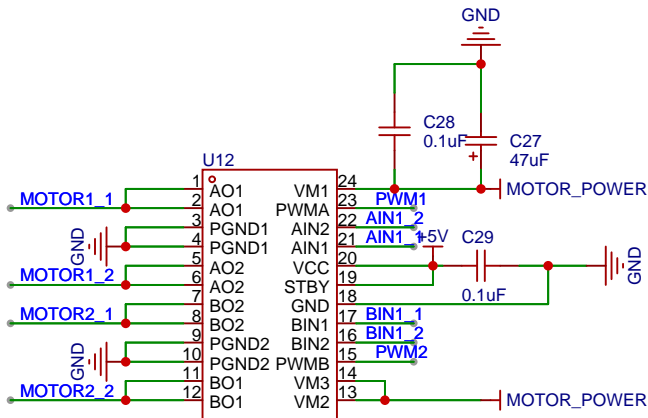 GND
C28
0.1uF
C27
47uF
+
U12
1 AO1 VM1 24 MOTOR_POWER
MOTOR1_1 2 AO1 PWMA 23 PWM1
3 PGND1 AIN2 22 AIN1_2
GND 4 PGND1 AIN1 21 AIN1_1 +5V C29
5 AO2 VCC 20
MOTOR1_2 6 AO2 STBY 19 0.1uF GND
7 BO2 GND 18
MOTOR2_1 8 BO2 BIN1 17 BIN1_1
9 PGND2 BIN2 16 BIN1_2
GND 10 PGND2 PWMB 15 PWM2
11 BO1 VM3 14
MOTOR2_2 12 BO1 VM2 13 MOTOR_POWER